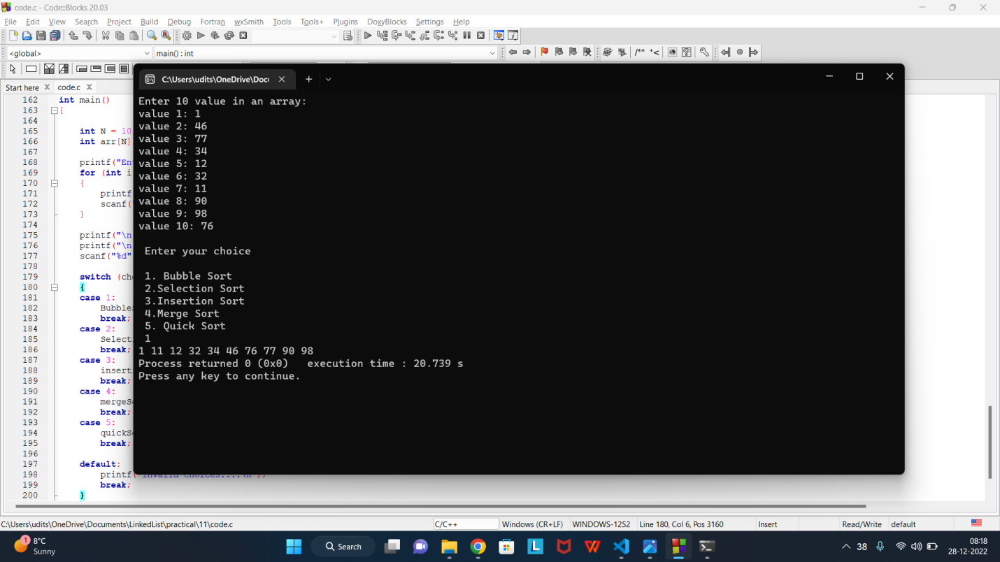 code.c - Code::Blocks 20.03
File Edit View Search Project Build Debug Fortran wxSmith Tools Tools+ Plugins DoxyBlocks Settings Help
<global> main() : int
/** *<
Start here code.c
C:\Users\udits\OneDrive\Docu
162 int main()
163 {
164
165 int N = 10
166 int arr[N]
167
168 printf("En
169 for (int i
170 {
171 printf
172 scanf(
173 }
174
175 printf("\n
176 printf("\n
177 scanf("%d"
178
179 switch (cho
180 {
181 case 1:
182 Bubble
183 break;
184 case 2:
185 Select
186 break;
187 case 3:
188 insert
189 break;
190 case 4:
191 mergeSo
192 break;
193 case 5:
194 quickSo
195 break;
196
197 default:
198 printf("Invalid Choices....\n");
199 break;
200 }
Enter 10 value in an array:
value 1: 1
value 2: 46
value 3: 77
value 4: 34
value 5: 12
value 6: 32
value 7: 11
value 8: 90
value 9: 98
value 10: 76
Enter your choice
1. Bubble Sort
2.Selection Sort
3.Insertion Sort
4.Merge Sort
5. Quick Sort
1
1 11 12 32 34 46 76 77 90 98
Process returned 0 (0x0) execution time : 20.739 s
Press any key to continue.
C:\Users\udits\OneDrive\Documents\LinkedList\practical\11\code.c C/C++ Windows (CR+LF) WINDOWS-1252 Line 180, Col 6, Pos 3160 Insert Read/Write default
1
8°C
Sunny
Search
38
08:18
28-12-2022